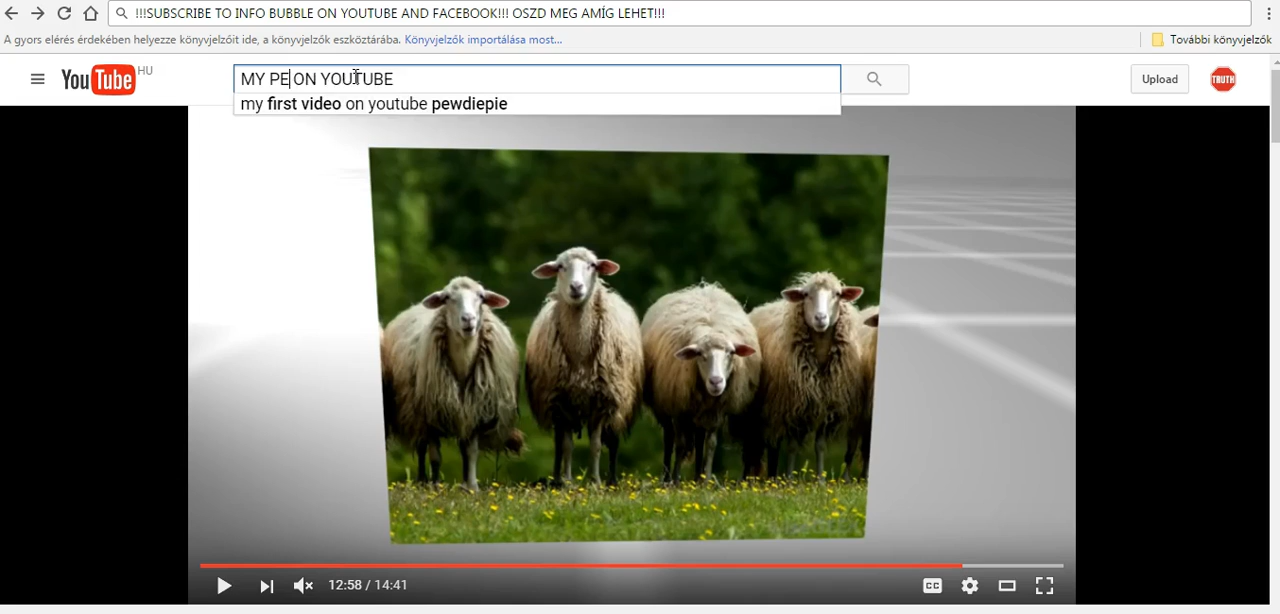 !!!SUBSCRIBE TO INFO BUBBLE ON YOUTUBE AND FACEBOOK!!! OSZD MEG AMÍG LEHET!!!
A gyors elérés érdekében helyezze könyvjelzőit ide, a könyvjelzők eszköztárába. Könyvjelzők importálása most...
További könyvjelzők
YouTube HU
MY PE ON YOUTUBE
Upload
TRUTH
my first video on youtube pewdiepie
12:58 / 14:41
CC